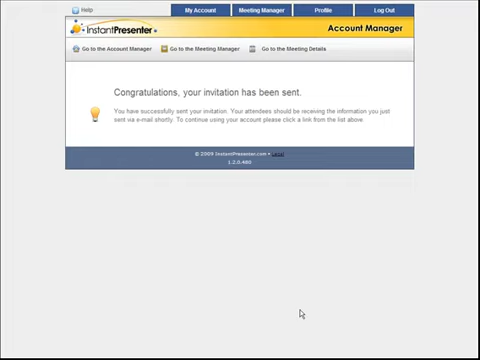 Help
My Account
Meeting Manager
Profile
Log Out
InstantPresenter
Account Manager
Go to the Account Manager
Go to the Meeting Manager
Go to the Meeting Details
Congratulations, your invitation has been sent.
You have successfully sent your invitation. Your attendees should be receiving the information you just
sent via e-mail shortly. To continue using your account please click a link from the list above.
© 2009 InstantPresenter.com • Legal
1.2.0.480